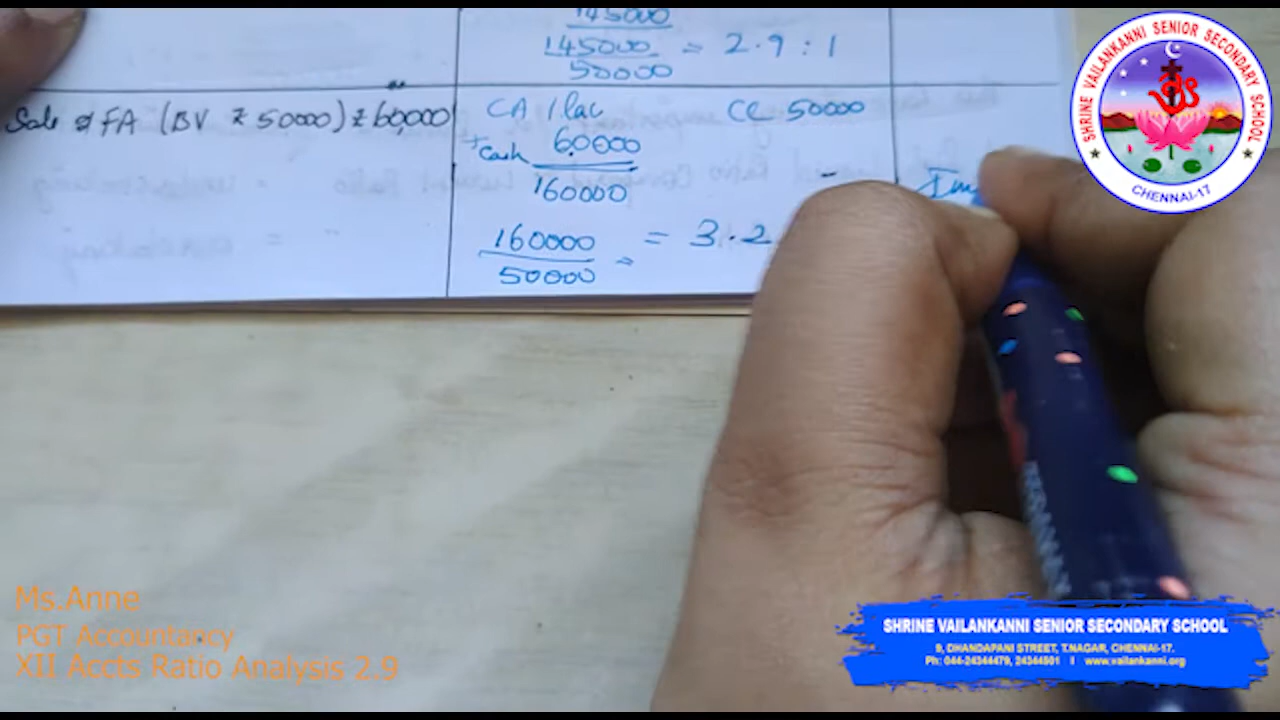 145000
145000 = 2.9 : 1
50000
Sale of FA (BV ₹ 50000) ₹ 60,000
CA 1 lac
CC 50000
+ Cash 60000
160000
160000 = 3.2
50000
SHRINE VAILANKANNI SENIOR SECONDARY SCHOOL
CHENNAI-17
Ms.Anne
PGT Accountancy
XII Accts Ratio Analysis 2.9
SHRINE VAILANKANNI SENIOR SECONDARY SCHOOL
9, DHANDAPANI STREET, T.NAGAR, CHENNAI-17.
Ph: 044-24344479, 24344501 I www.vailankanni.org